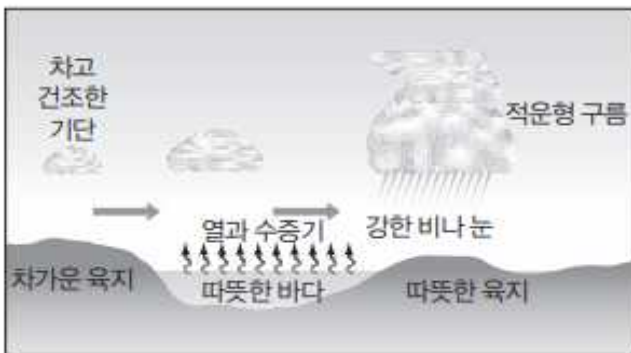 차고
건조한
기단
적운형 구름
열과 수증기
강한 비나 눈
차가운 육지
따뜻한 바다
따뜻한 육지